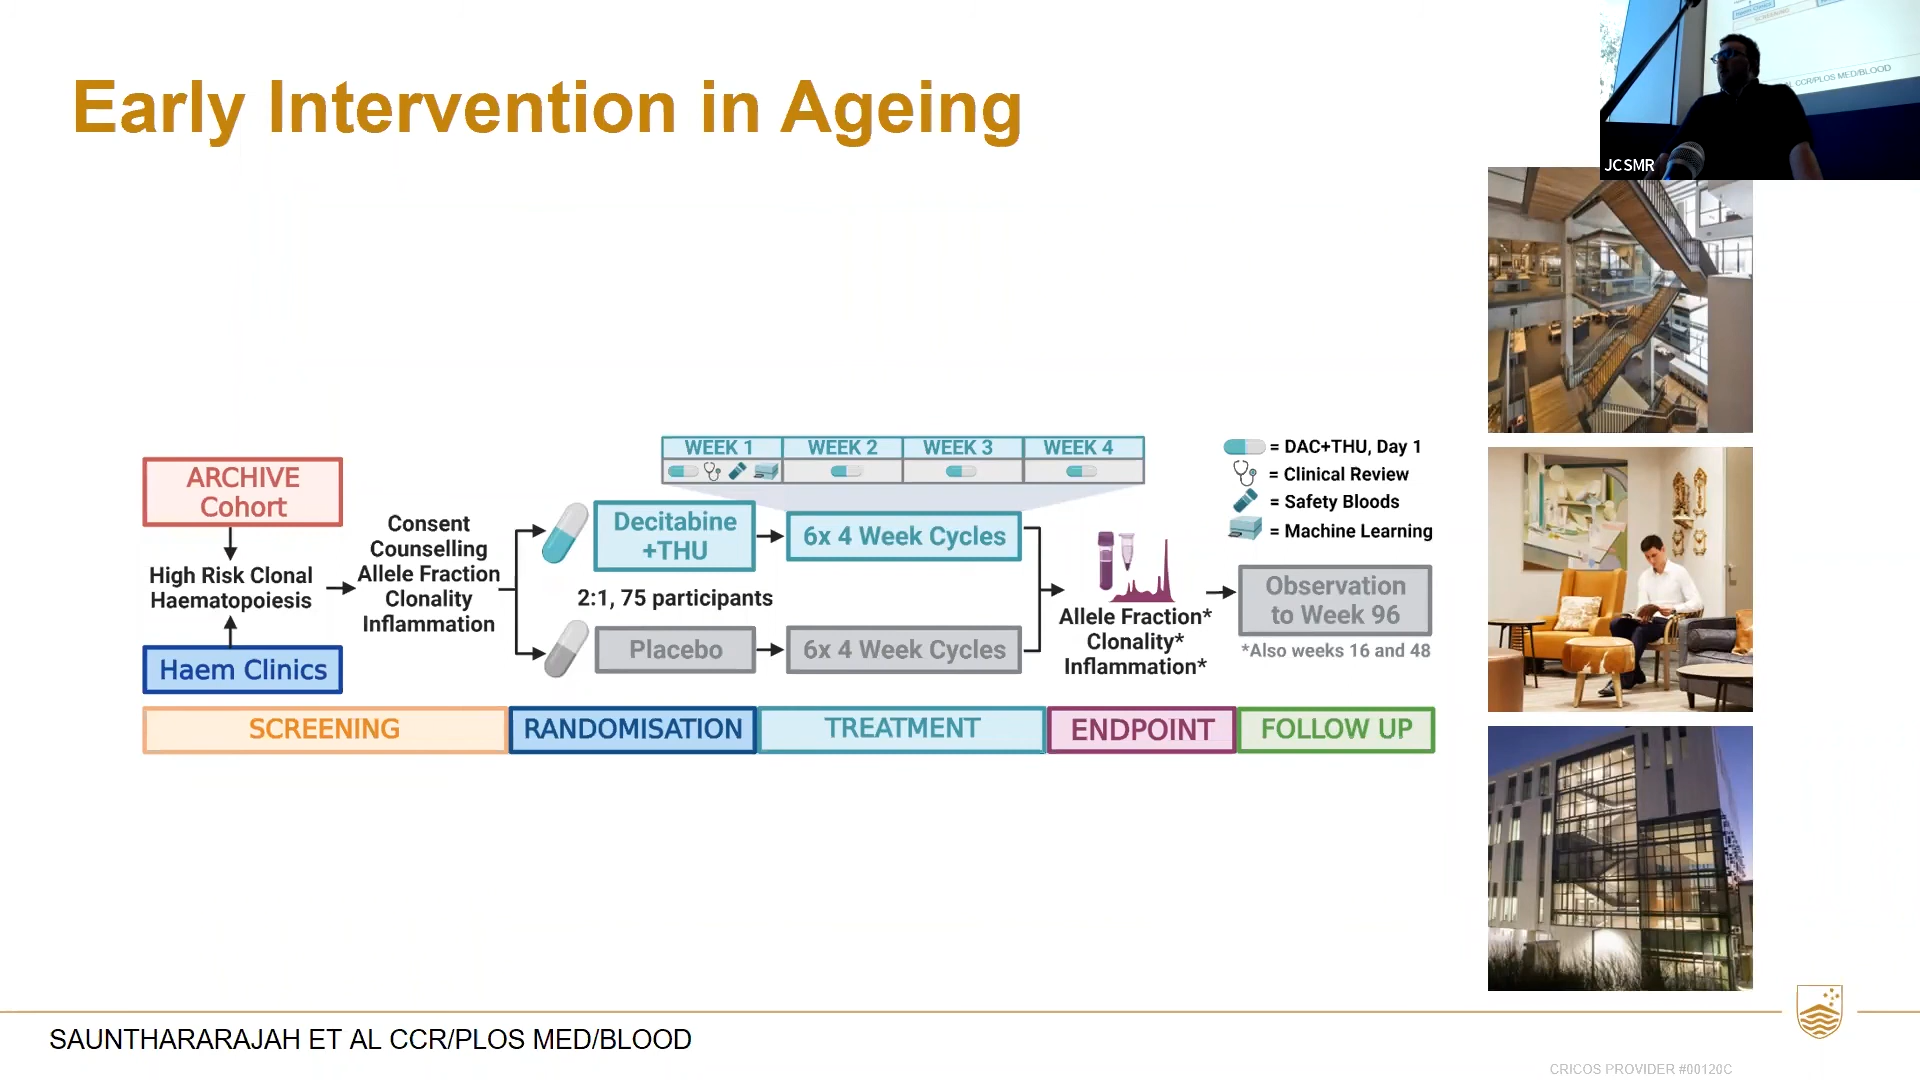 Early Intervention in Ageing
JCSMR
WEEK 1 WEEK 2 WEEK 3 WEEK 4
= DAC+THU, Day 1
= Clinical Review
= Safety Bloods
= Machine Learning
ARCHIVE
Cohort
High Risk Clonal
Haematopoiesis
Haem Clinics
Consent
Counselling
Allele Fraction
Clonality
Inflammation
Decitabine
+THU
6x 4 Week Cycles
2:1, 75 participants
Placebo
6x 4 Week Cycles
Allele Fraction*
Clonality*
Inflammation*
Observation
to Week 96
*Also weeks 16 and 48
SCREENING
RANDOMISATION
TREATMENT
ENDPOINT
FOLLOW UP
SAUNTHARARAJAH ET AL CCR/PLOS MED/BLOOD
CRICOS PROVIDER #00120C